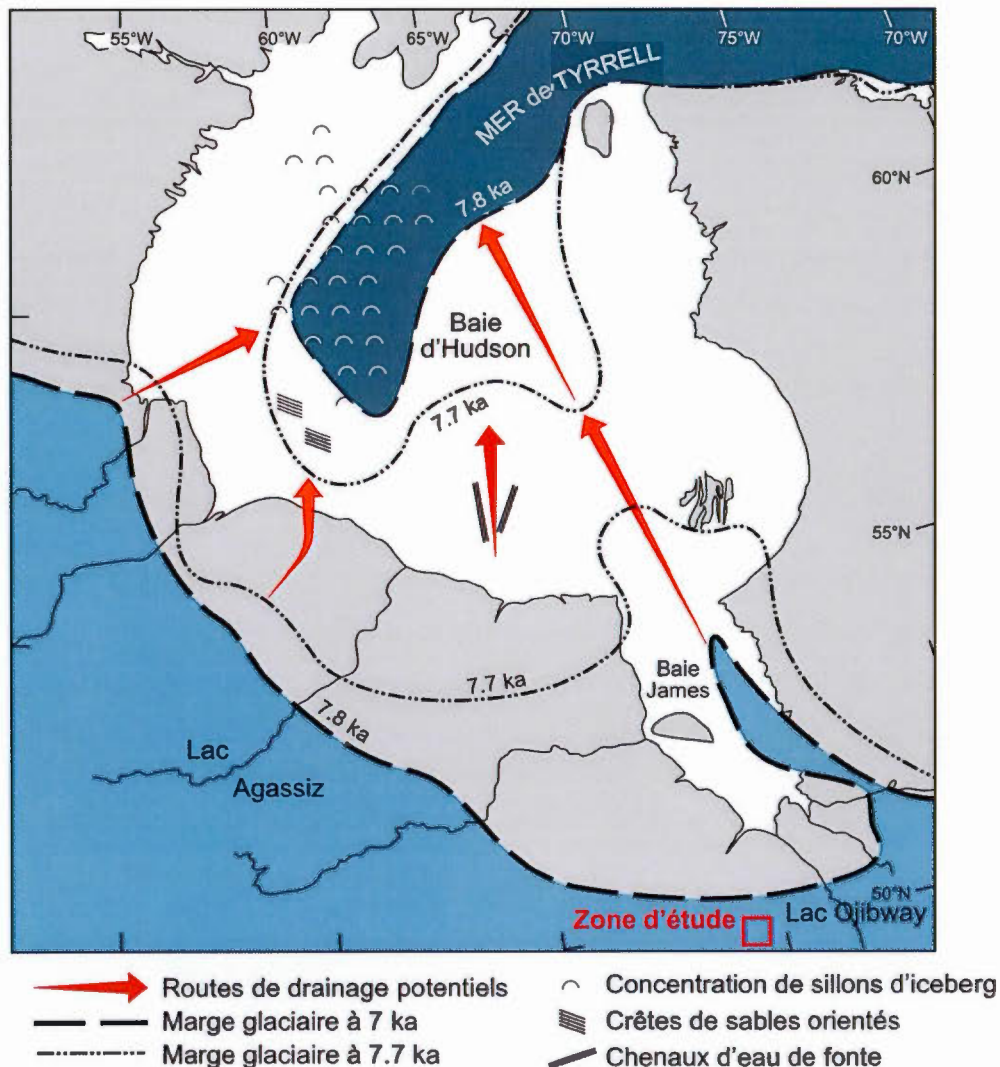 55°W 60°W 65°W 70°W 75°W 70°W
MER de TYRRELL
60°N
7.8 ka
Baie
d'Hudson
7.7 ka
55°N
Baie
James
7.7 ka
7.8 ka
Lac
Agassiz
50°N
Zone d'étude
Lac Ojibway
Routes de drainage potentiels
Marge glaciaire à 7 ka
Marge glaciaire à 7.7 ka
Concentration de sillons d'iceberg
Crêtes de sables orientés
Chenaux d'eau de fonte